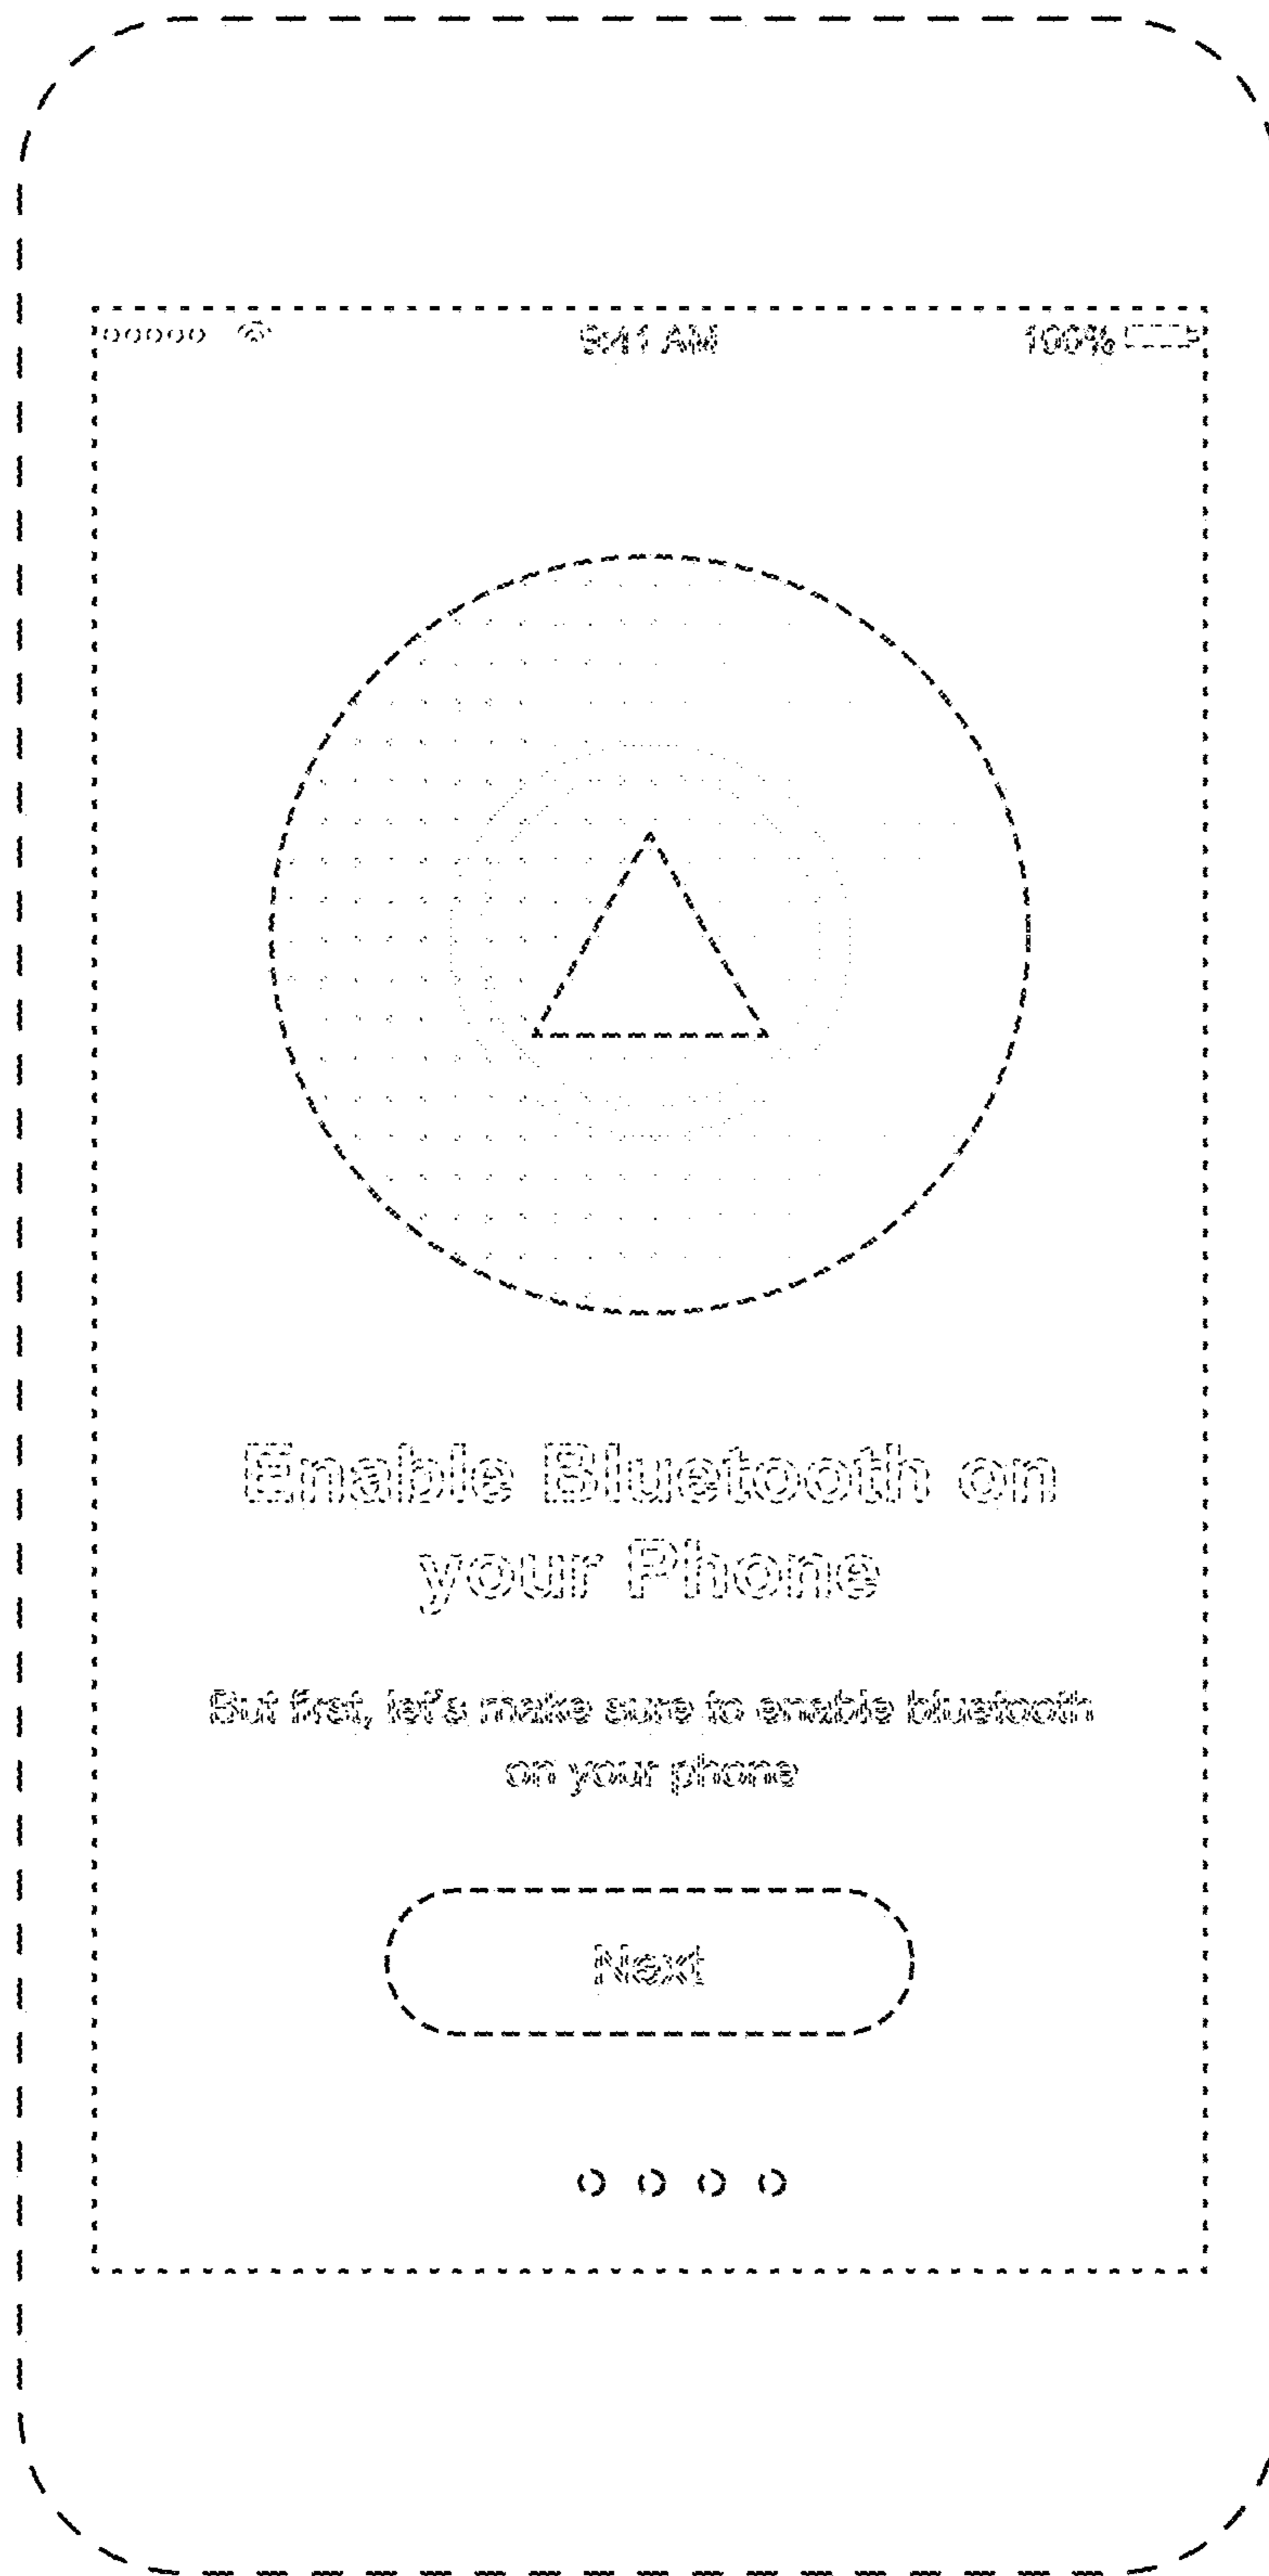 9:41 AM 100%
Enable Bluetooth on
your Phone
But first, let's make sure to enable bluetooth
on your phone
Next